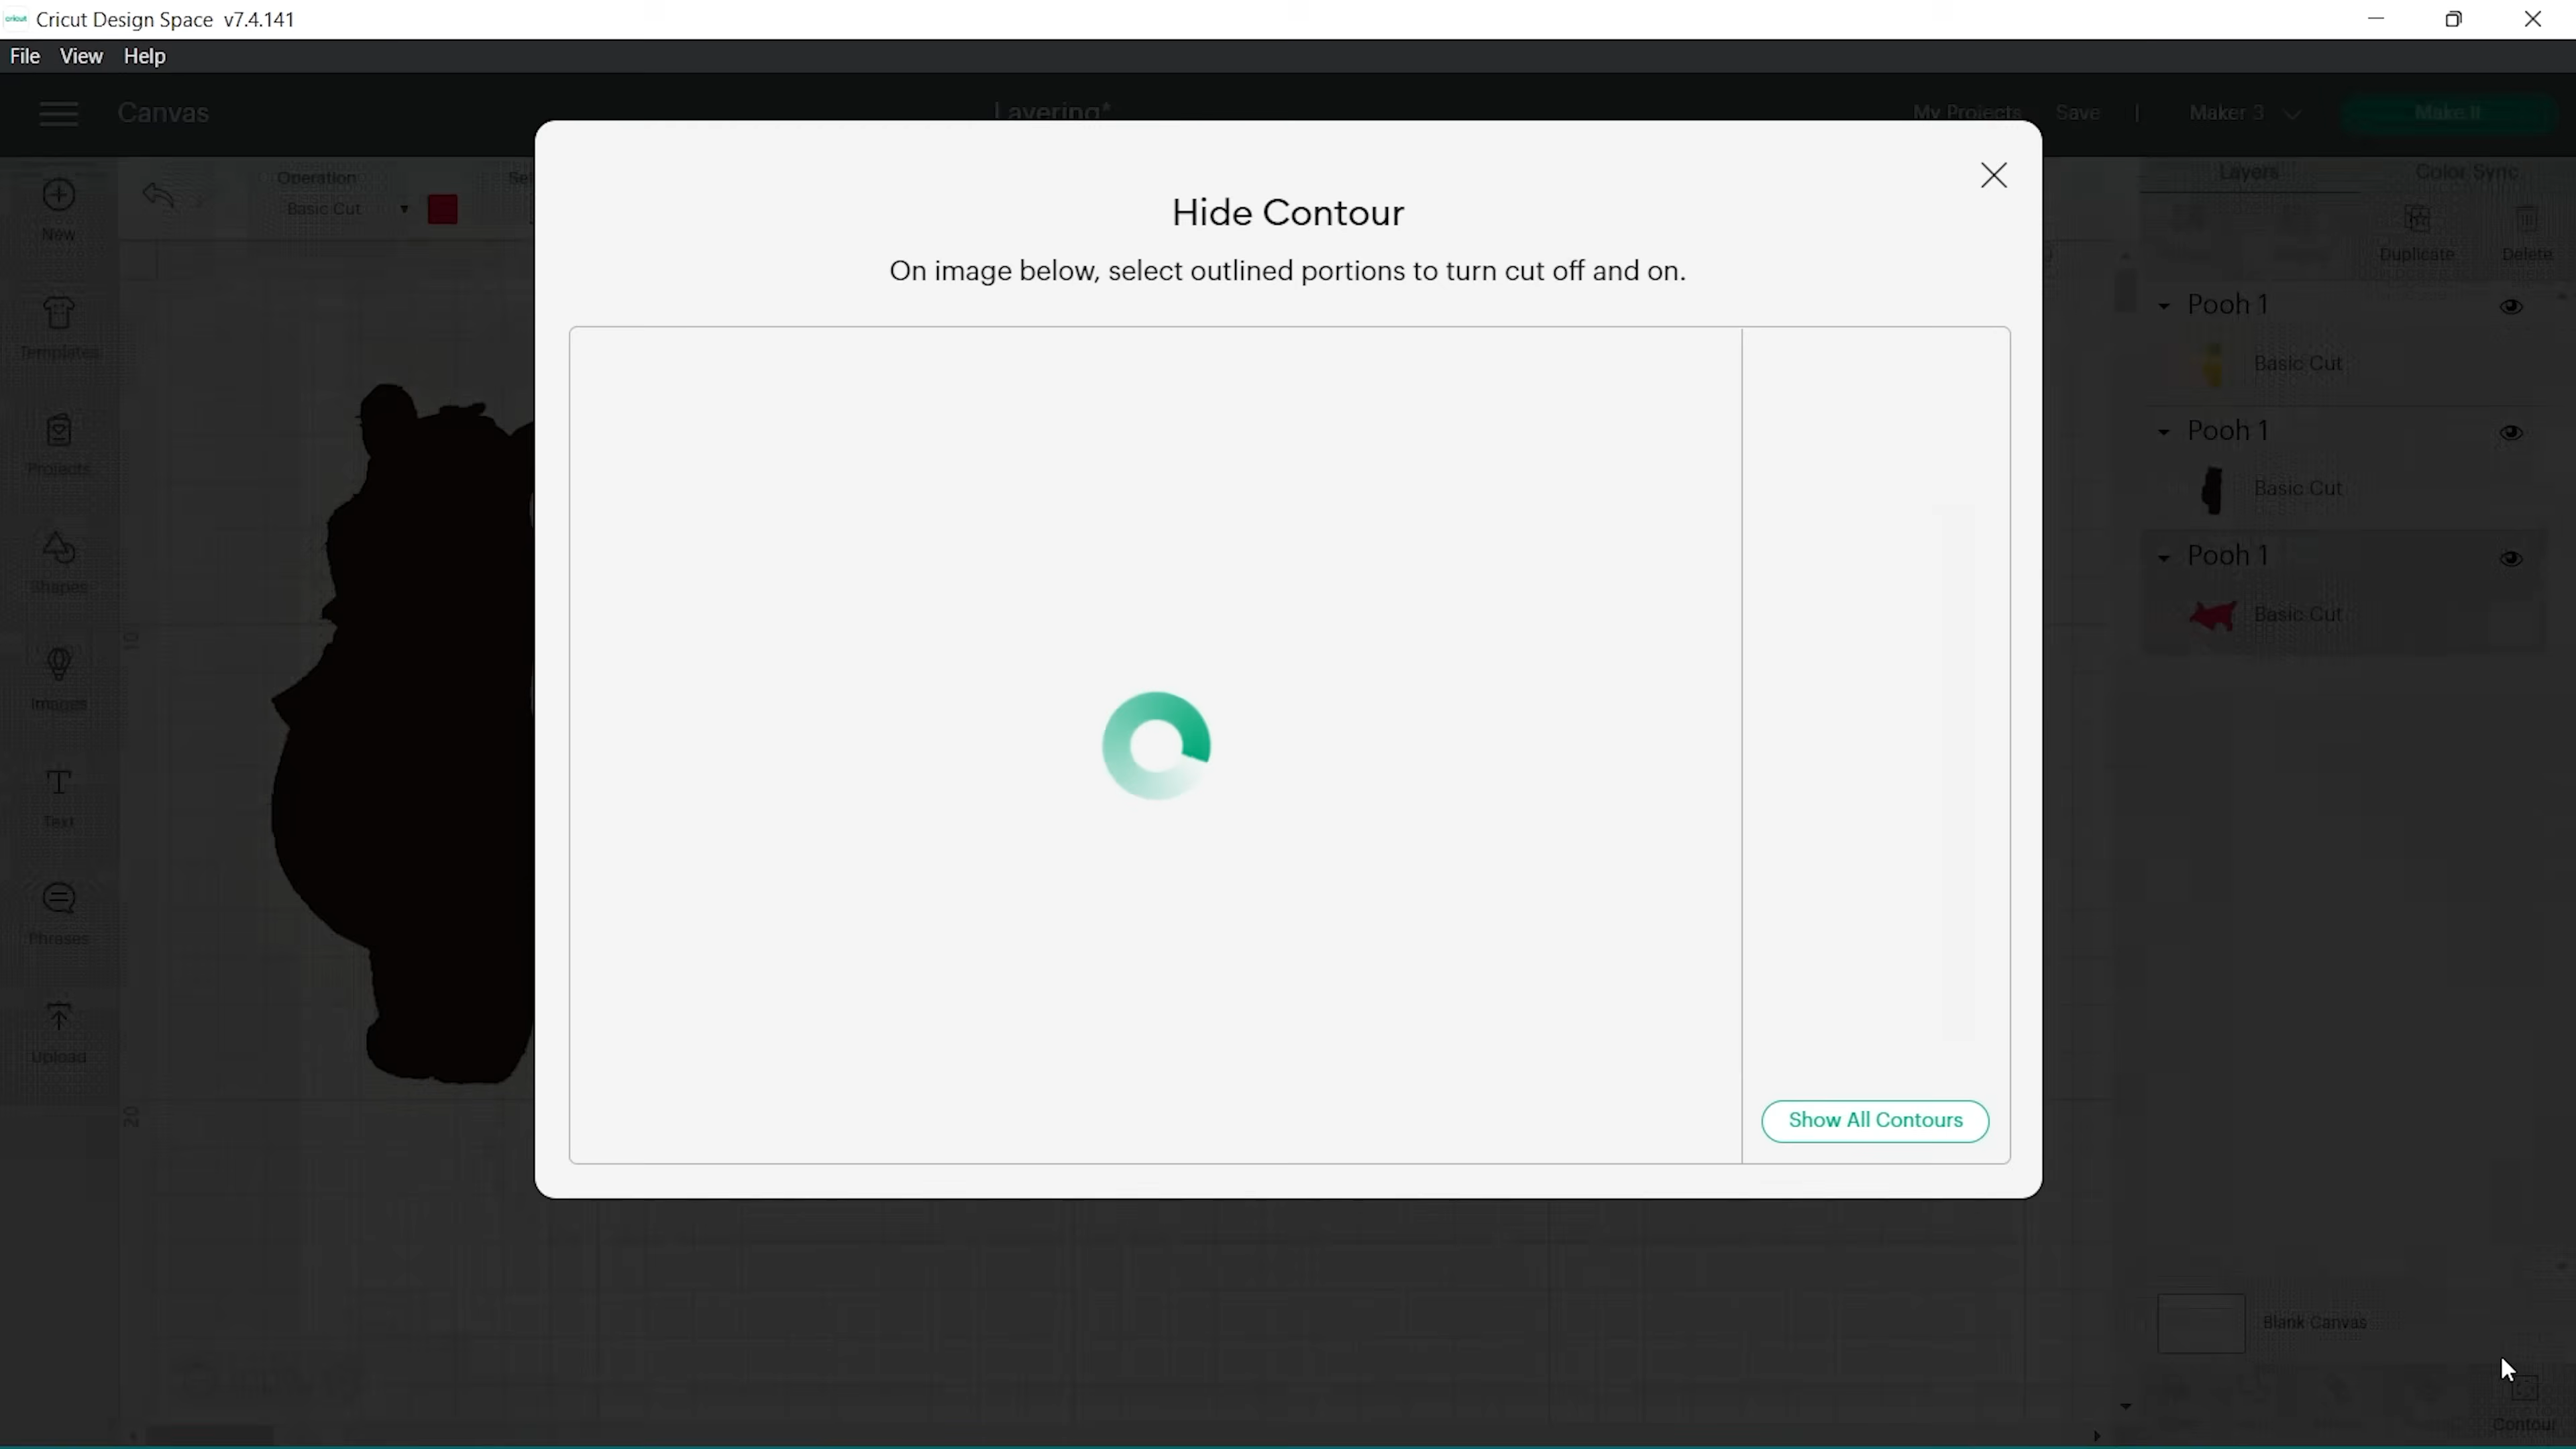 cricut Cricut Design Space v7.4.141
File View Help
Canvas
Layering*
My Projects
Save
|
Maker 3
Make It
New
Templates
Projects
Shapes
Images
Text
Phrases
Upload
Operation
Basic Cut
Hide Contour
On image below, select outlined portions to turn cut off and on.
Show All Contours
10
20
Layers
Color Sync
Duplicate
Delete
Pooh 1
Basic Cut
Pooh 1
Basic Cut
Pooh 1
Basic Cut
Blank Canvas
Contour